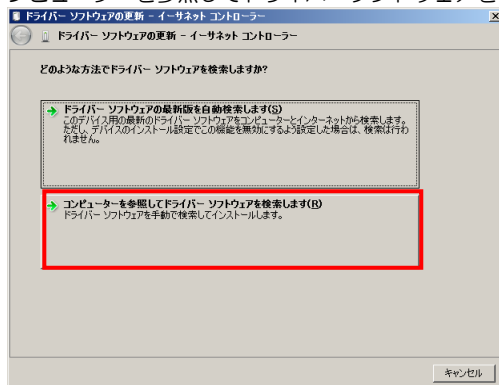 ドライバー ソフトウェアの更新 - イーサネット コントローラー
ドライバー ソフトウェアの更新 - イーサネット コントローラー
どのような方法でドライバー ソフトウェアを検索しますか?
ドライバー ソフトウェアの最新版を自動検索します(S)
このデバイス用の最新のドライバー ソフトウェアをコンピューターとインターネットから検索します。
ただし、デバイスのインストール設定でこの機能を無効にするよう設定した場合は、検索は行わ
れません。
コンピューターを参照してドライバー ソフトウェアを検索します(R)
ドライバー ソフトウェアを手動で検索してインストールします。
キャンセル